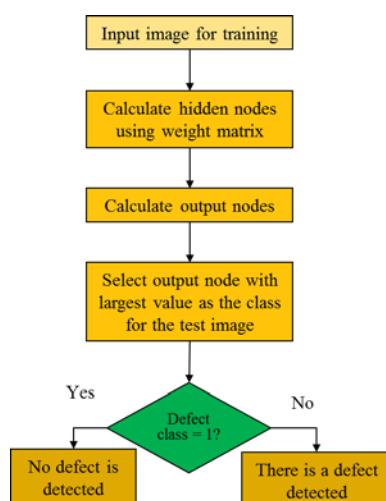 Input image for training
Calculate hidden nodes
using weight matrix
Calculate output nodes
Select output node with
largest value as the class
for the test image
Yes
No
Defect
class = 1?
No defect is
detected
There is a defect
detected